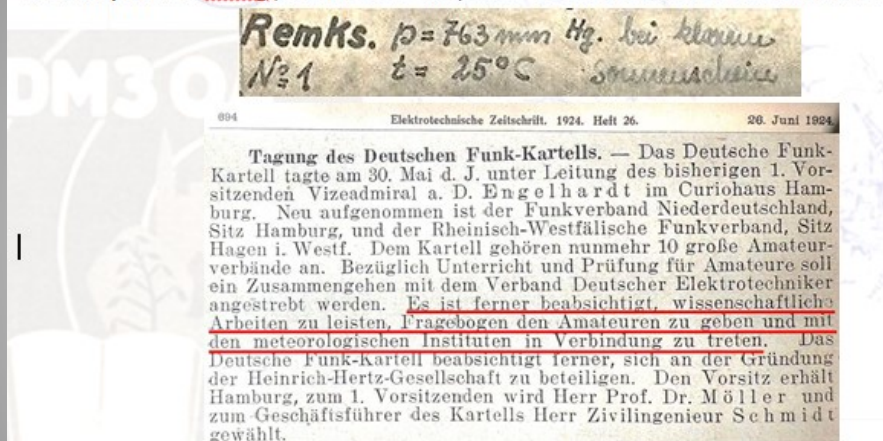 DM3O
Remks. p = 763 mm Hg. bei klarem
No 1 t = 25°C Sonnenschein
694 Elektrotechnische Zeitschrift. 1924. Heft 26. 26. Juni 1924.
Tagung des Deutschen Funk-Kartells. — Das Deutsche Funk-
Kartell tagte am 30. Mai d. J. unter Leitung des bisherigen 1. Vor-
sitzenden Vizeadmiral a. D. Engelhardt im Curiohaus Ham-
burg. Neu aufgenommen ist der Funkverband Niederdeutschland,
Sitz Hamburg, und der Rheinisch-Westfälische Funkverband, Sitz
Hagen i. Westf. Dem Kartell gehören nunmehr 10 große Amateur-
verbände an. Bezüglich Unterricht und Prüfung für Amateure soll
ein Zusammengehen mit dem Verband Deutscher Elektrotechniker
angestrebt werden. Es ist ferner beabsichtigt, wissenschaftliche
Arbeiten zu leisten, Fragebogen den Amateuren zu geben und mit
den meteorologischen Instituten in Verbindung zu treten. Das
Deutsche Funk-Kartell beabsichtigt ferner, sich an der Gründung
der Heinrich-Hertz-Gesellschaft zu beteiligen. Den Vorsitz erhält
Hamburg, zum 1. Vorsitzenden wird Herr Prof. Dr. Möller und
zum Geschäftsführer des Kartells Herr Zivilingenieur Schmidt
gewählt.